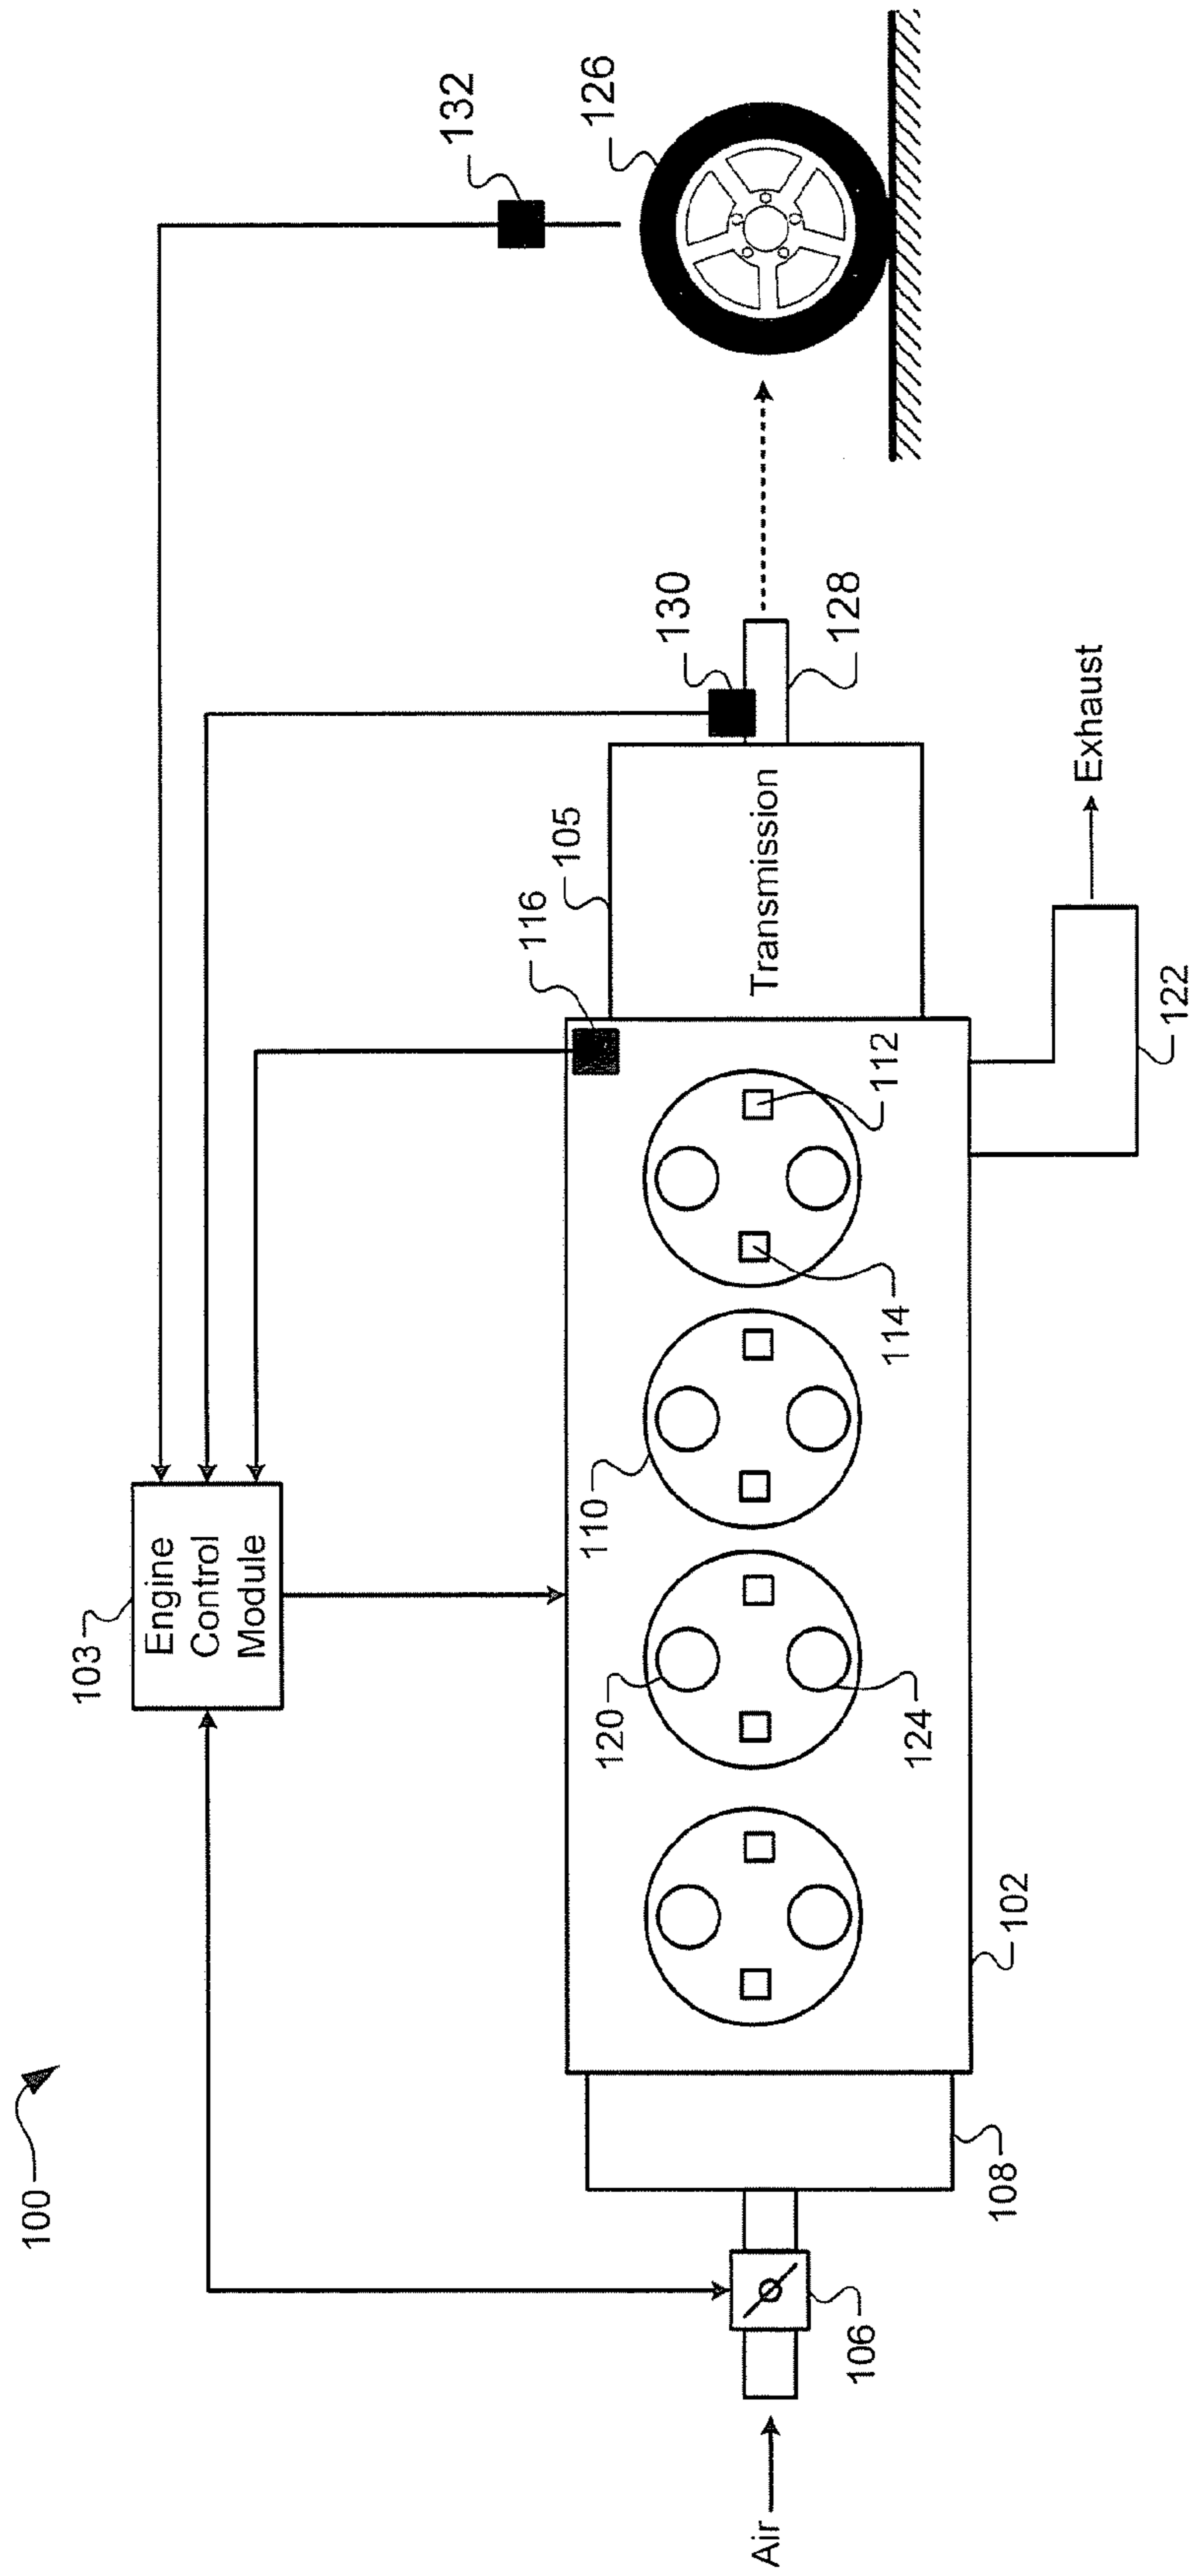 100
103
Engine
Control
Module
132
126
130
128
116
105
Transmission
Exhaust
122
112
114
110
120
124
102
108
106
Air